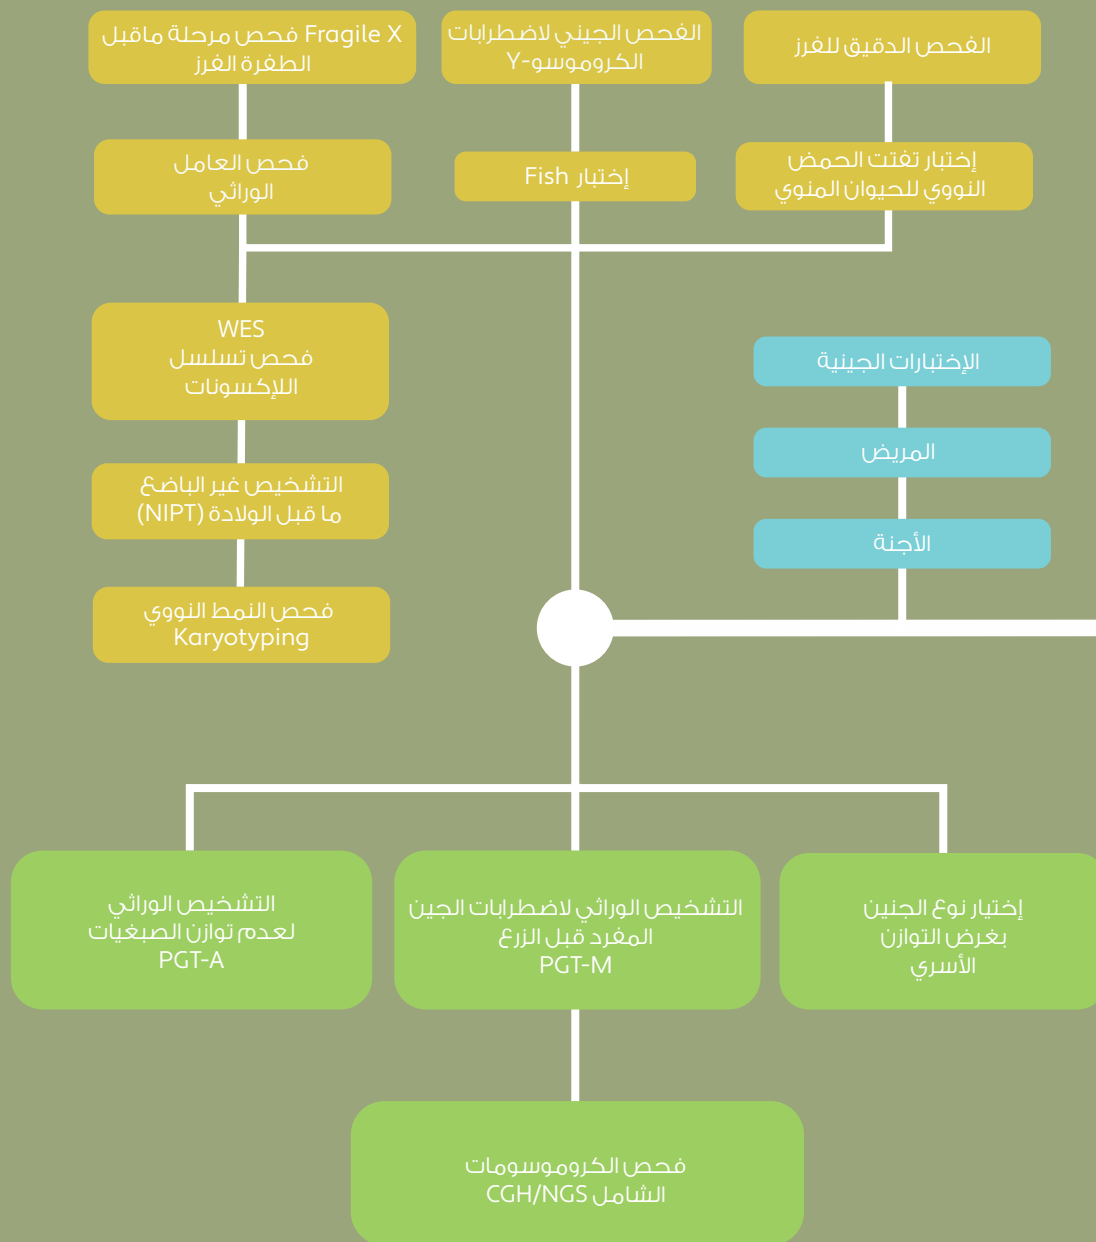 Fragile X فحص مرحلة ماقبل
الطفرة الفرز
الفحص الجيني لاضطرابات
الكروموسو-Y
الفحص الدقيق للفرز
فحص العامل
الوراثي
إختبار Fish
إختبار تفتت الحمض
النووي للحيوان المنوي
WES
فحص تسلسل
اللإكسونات
التشخيص غير الباضع
ما قبل الولادة (NIPT)
فحص النمط النووي
Karyotyping
الإختبارات الجينية
المريض
الأجنة
التشخيص الوراثي
لعدم توازن الصبغيات
PGT-A
التشخيص الوراثي لاضطرابات الجين
المفرد قبل الزرع
PGT-M
إختيار نوع الجنين
بغرض التوازن
الأسري
فحص الكروموسومات
الشامل CGH/NGS